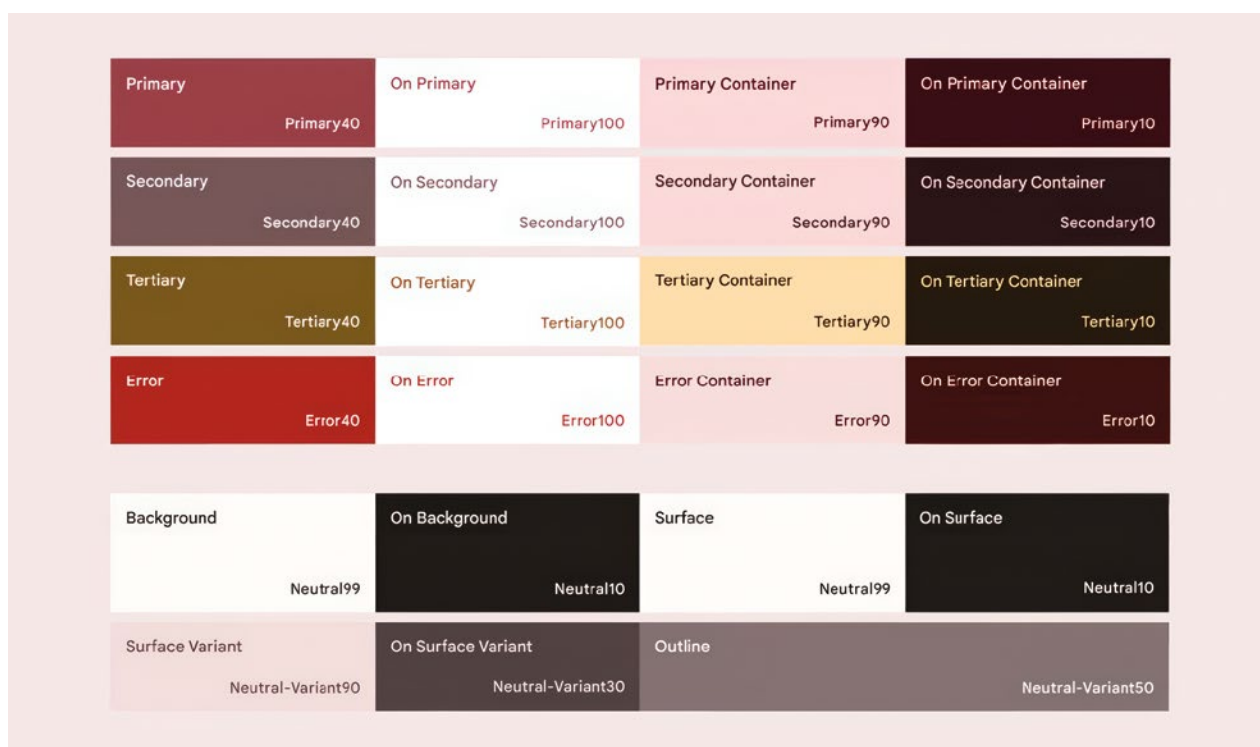 Primary
Primary40
On Primary
Primary100
Primary Container
Primary90
On Primary Container
Primary10
Secondary
Secondary40
On Secondary
Secondary100
Secondary Container
Secondary90
On Secondary Container
Secondary10
Tertiary
Tertiary40
On Tertiary
Tertiary100
Tertiary Container
Tertiary90
On Tertiary Container
Tertiary10
Error
Error40
On Error
Error100
Error Container
Error90
On Error Container
Error10
Background
Neutral99
On Background
Neutral10
Surface
Neutral99
On Surface
Neutral10
Surface Variant
Neutral-Variant90
On Surface Variant
Neutral-Variant30
Outline
Neutral-Variant50